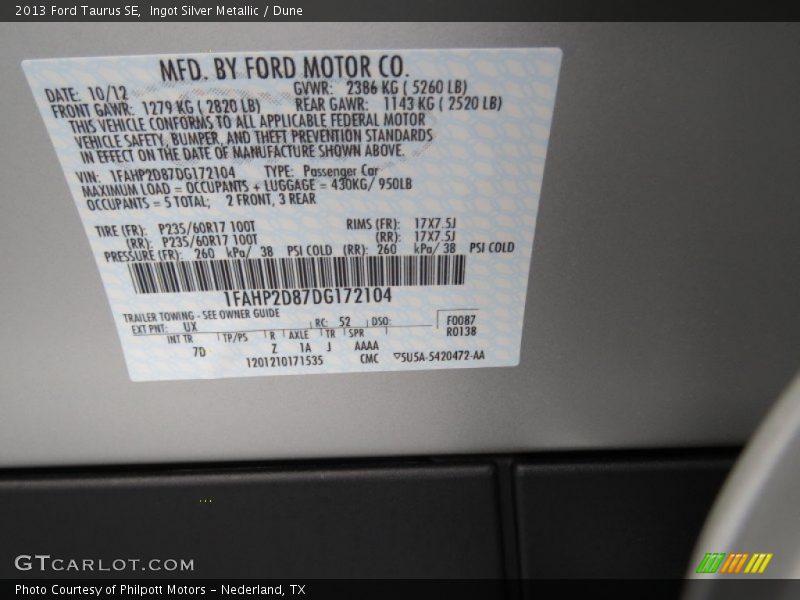 2013 Ford Taurus SE,  Ingot Silver Metallic / Dune
MFD. BY FORD MOTOR CO.
DATE: 10/12 GVWR: 2386 KG ( 5260 LB)
FRONT GAWR: 1279 KG ( 2820 LB) REAR GAWR: 1143 KG ( 2520 LB)
THIS VEHICLE CONFORMS TO ALL APPLICABLE FEDERAL MOTOR
VEHICLE SAFETY, BUMPER, AND THEFT PREVENTION STANDARDS
IN EFFECT ON THE DATE OF MANUFACTURE SHOWN ABOVE.
VIN: 1FAHP2D87DG172104 TYPE: Passenger Car
MAXIMUM LOAD = OCCUPANTS + LUGGAGE = 430KG/ 950LB
OCCUPANTS = 5 TOTAL; 2 FRONT, 3 REAR
TIRE (FR): P235/60R17 100T RIMS (FR): 17X7.5J
(RR): P235/60R17 100T (RR): 17X7.5J
PRESSURE (FR): 260 kPa/ 38 PSI COLD (RR): 260 kPa/ 38 PSI COLD
1FAHP2D87DG172104
TRAILER TOWING - SEE OWNER GUIDE
EXT PNT: UX RC: 52 DSO: F0087
R0138
INT TR TP/PS R AXLE TR SPR
7D Z 1A J AAAA
1201210171535 CMC 5U5A-5420472-AA
GTCARLOT.COM
Photo Courtesy of Philpott Motors – Nederland, TX